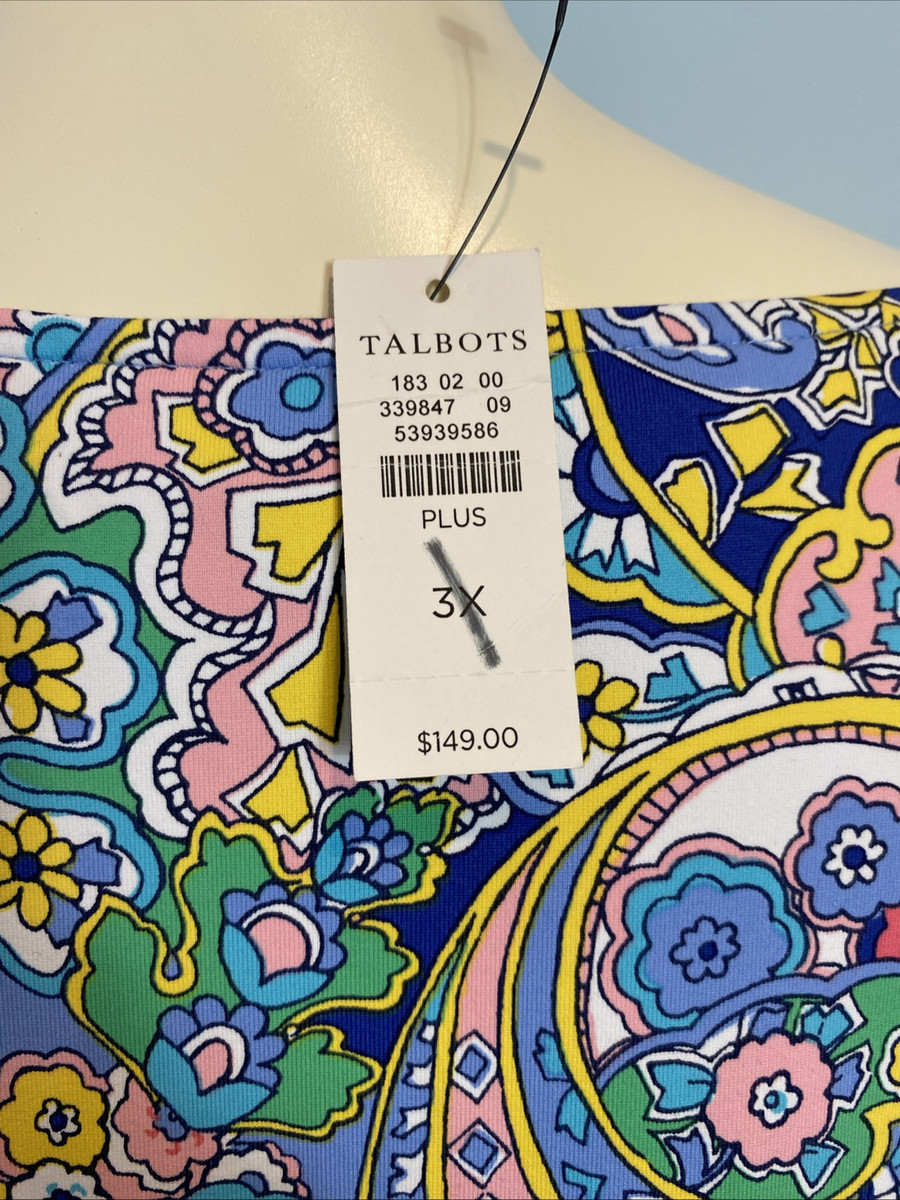 TALBOTS
183 02 00
339847 09
53939586
PLUS
3X
$149.00